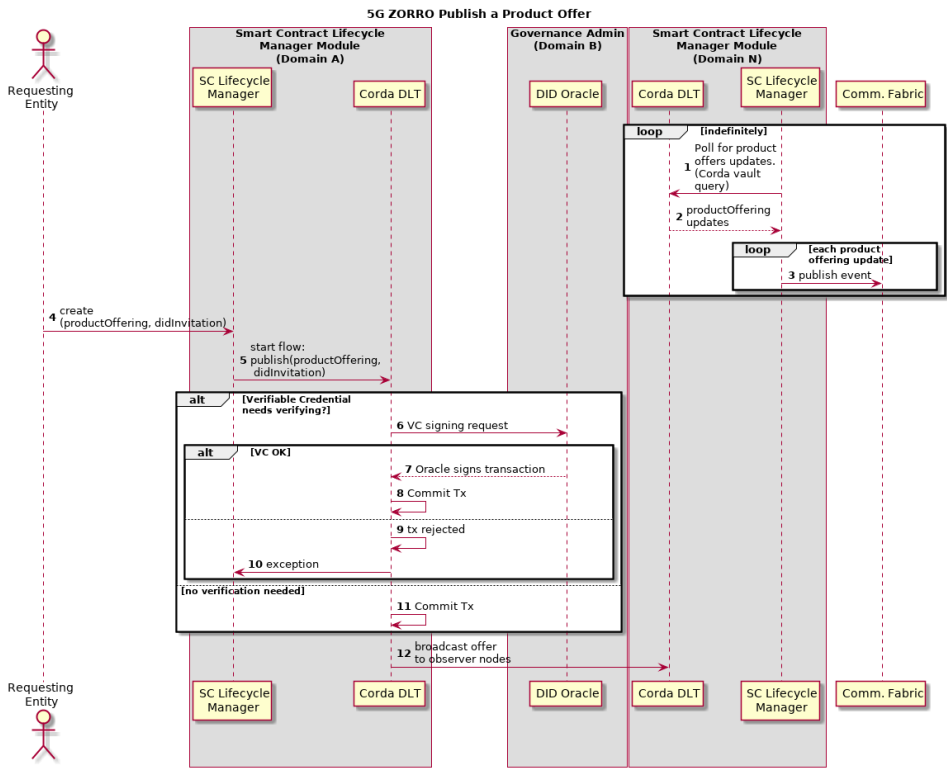 5G ZORRO Publish a Product Offer
Smart Contract Lifecycle
Manager Module
(Domain A)
Governance Admin
(Domain B)
Smart Contract Lifecycle
Manager Module
(Domain N)
Requesting
Entity
SC Lifecycle
Manager
Corda DLT
DID Oracle
Corda DLT
SC Lifecycle
Manager
Comm. Fabric
loop [indefinitely]
1 Poll for product
offers updates.
(Corda vault
query)
2 productOffering
updates
loop [each product
offering update]
3 publish event
4 create
(productOffering, didInvitation)
start flow:
5 publish(productOffering,
didInvitation)
alt [Verifiable Credential
needs verifying?]
6 VC signing request
alt [VC OK]
7 Oracle signs transaction
8 Commit Tx
9 tx rejected
10 exception
[no verification needed]
11 Commit Tx
12 broadcast offer
to observer nodes
Requesting
Entity
SC Lifecycle
Manager
Corda DLT
DID Oracle
Corda DLT
SC Lifecycle
Manager
Comm. Fabric